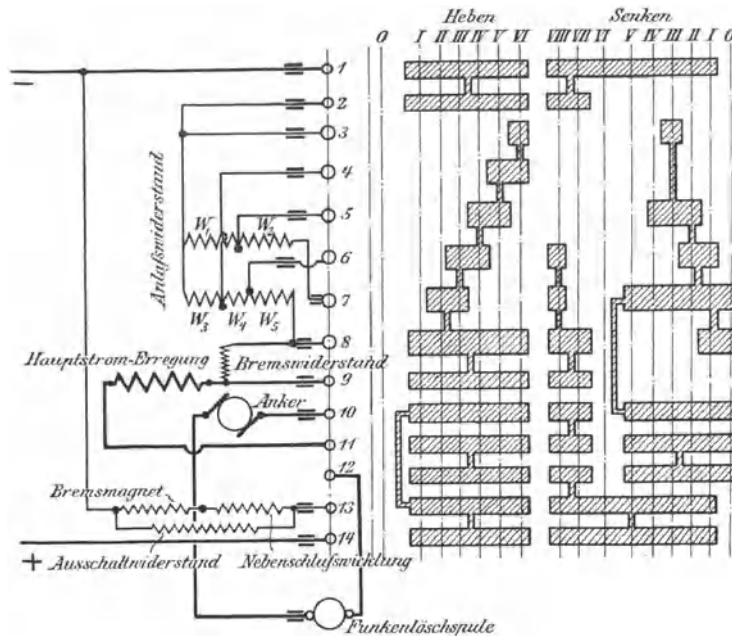 Heben Senken
O I II III IV V VI VIII VII VI V IV III II I O
1
−
2
3
4
Anlaßwiderstand
5
W₁ W₂
6
7
W₃ W₄ W₅
8
Hauptstrom-Erregung Bremswiderstand
9
Anker 10
11
12
Bremsmagnet
13
14
+ Ausschaltwiderstand Nebenschlußwicklung
Funkenlöschspule